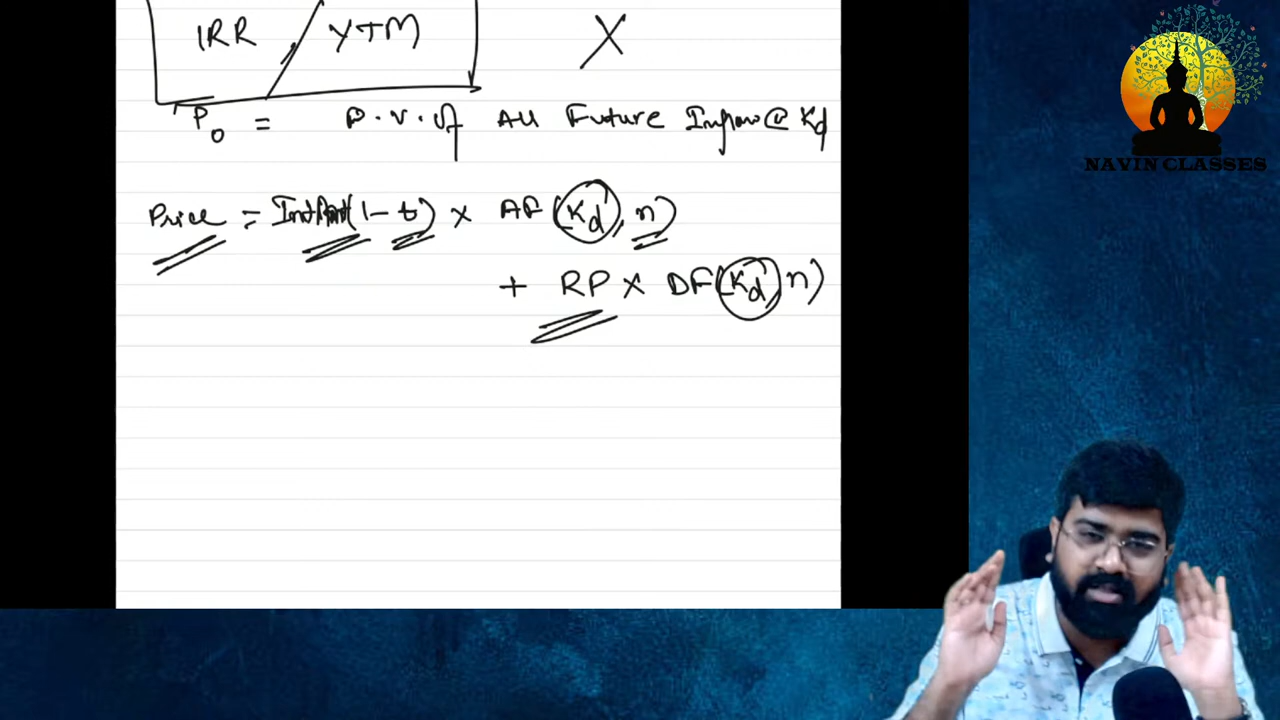 IRR / YTM X
P0 = P.V. of All Future Inflow @ Kd
Price = Int (1 - t) × AF (Kd, n)
+ RP × DF (Kd, n)
NAVIN CLASSES